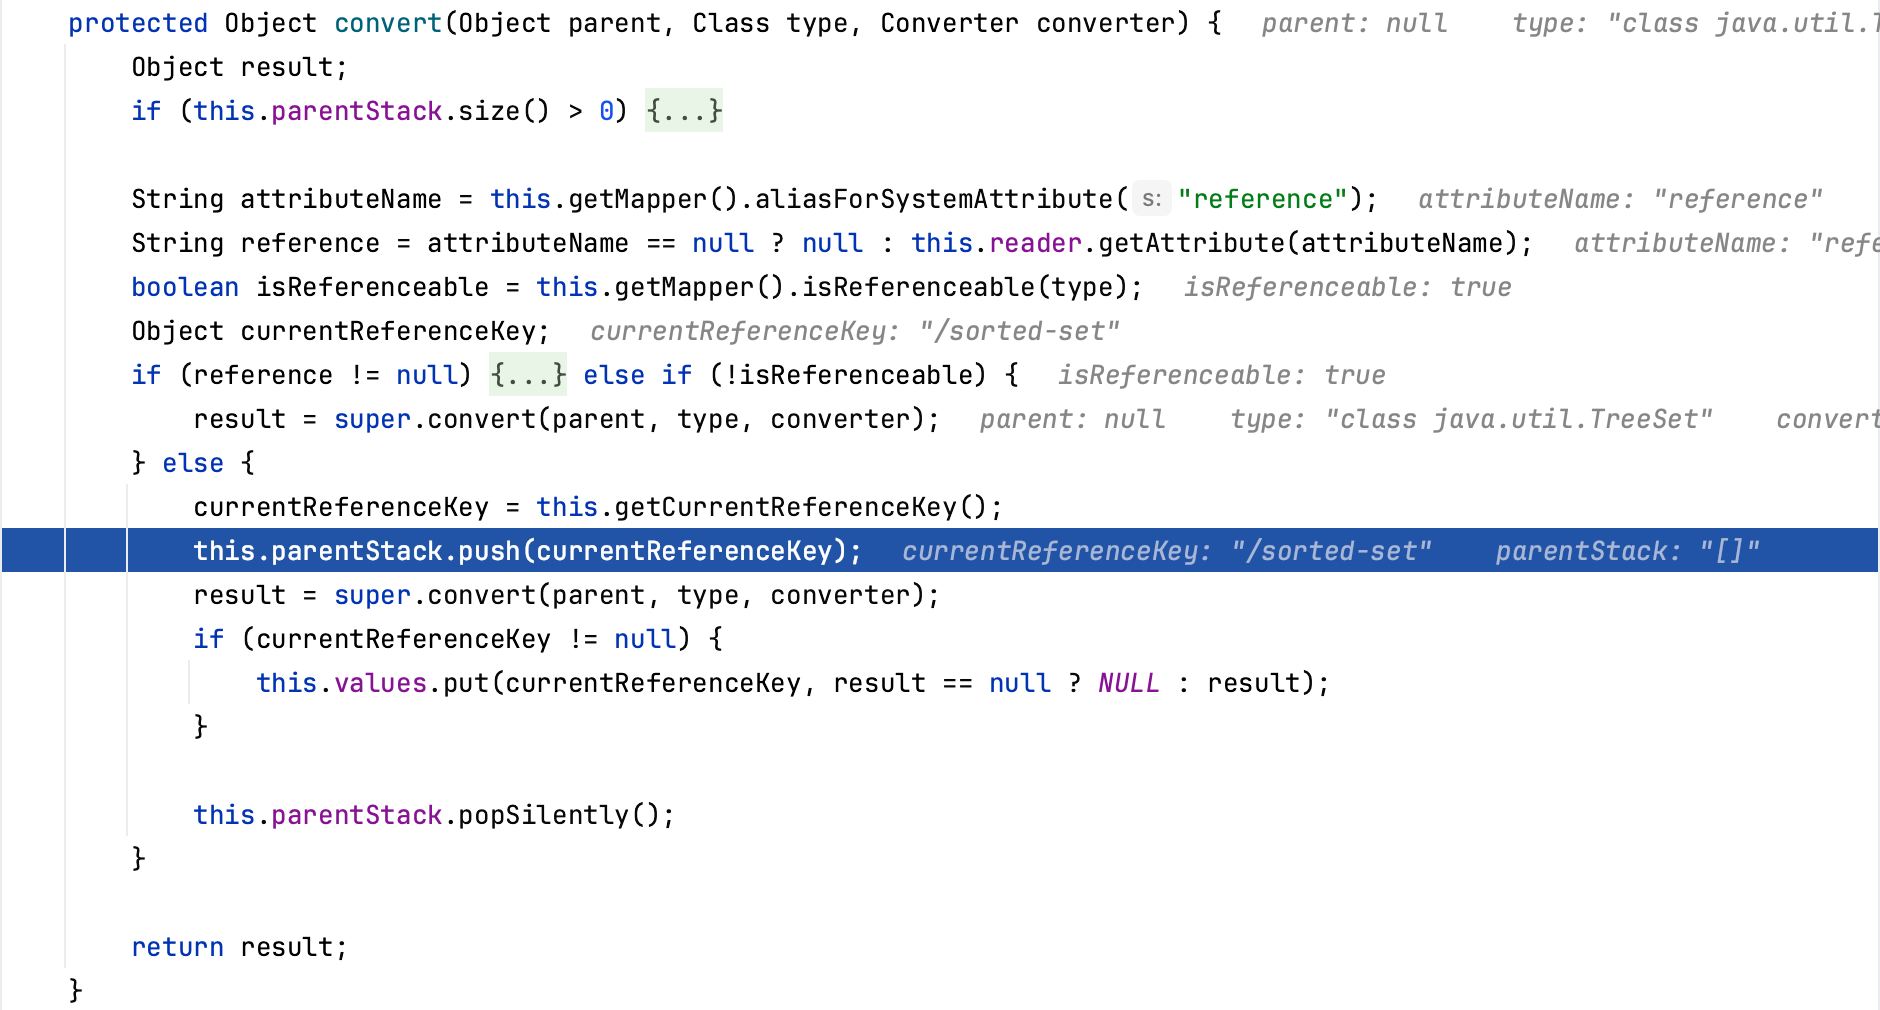 protected Object convert(Object parent, Class type, Converter converter) {   parent: null    type: "class java.util.T
    Object result;
    if (this.parentStack.size() > 0) {...}

    String attributeName = this.getMapper().aliasForSystemAttribute( s: "reference");   attributeName: "reference"
    String reference = attributeName == null ? null : this.reader.getAttribute(attributeName);   attributeName: "refe
    boolean isReferenceable = this.getMapper().isReferenceable(type);   isReferenceable: true
    Object currentReferenceKey;   currentReferenceKey: "/sorted-set"
    if (reference != null) {...} else if (!isReferenceable) {   isReferenceable: true
        result = super.convert(parent, type, converter);   parent: null    type: "class java.util.TreeSet"    convert
    } else {
        currentReferenceKey = this.getCurrentReferenceKey();
        this.parentStack.push(currentReferenceKey);   currentReferenceKey: "/sorted-set"    parentStack: "[]"
        result = super.convert(parent, type, converter);
        if (currentReferenceKey != null) {
            this.values.put(currentReferenceKey, result == null ? NULL : result);
        }

        this.parentStack.popSilently();
    }

    return result;
}